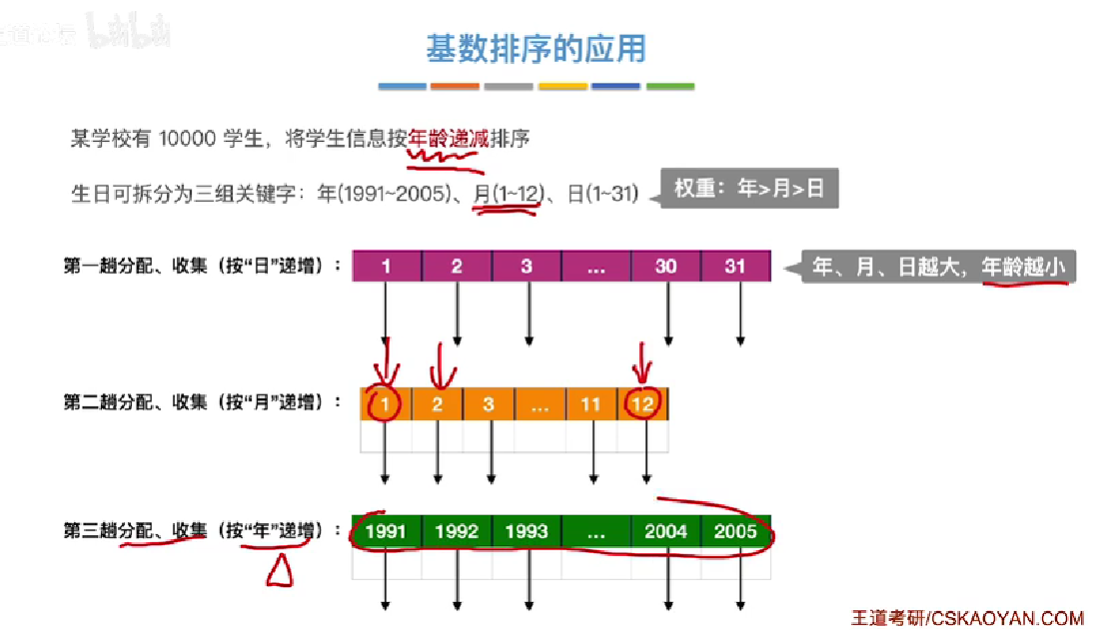 bilibili
基数排序的应用
某学校有 10000 学生，将学生信息按年龄递减排序
生日可拆分为三组关键字：年(1991~2005)、月(1~12)、日(1~31)
权重：年>月>日
第一趟分配、收集（按“日”递增）：
1 2 3 ... 30 31
年、月、日越大，年龄越小
第二趟分配、收集（按“月”递增）：
1 2 3 ... 11 12
第三趟分配、收集（按“年”递增）：
1991 1992 1993 ... 2004 2005
王道考研/CSKAOYAN.COM